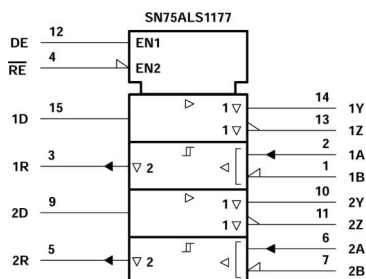 SN75ALS1177
DE 12 EN1
RE 4 EN2
1D 15 ▷ 1 ▽ 14 1Y
1 ▽ 13 1Z
1R 3 ▽ 2 ◁ 2 1A
1 1B
2D 9 ▷ 1 ▽ 10 2Y
1 ▽ 11 2Z
2R 5 ▽ 2 ◁ 6 2A
7 2B